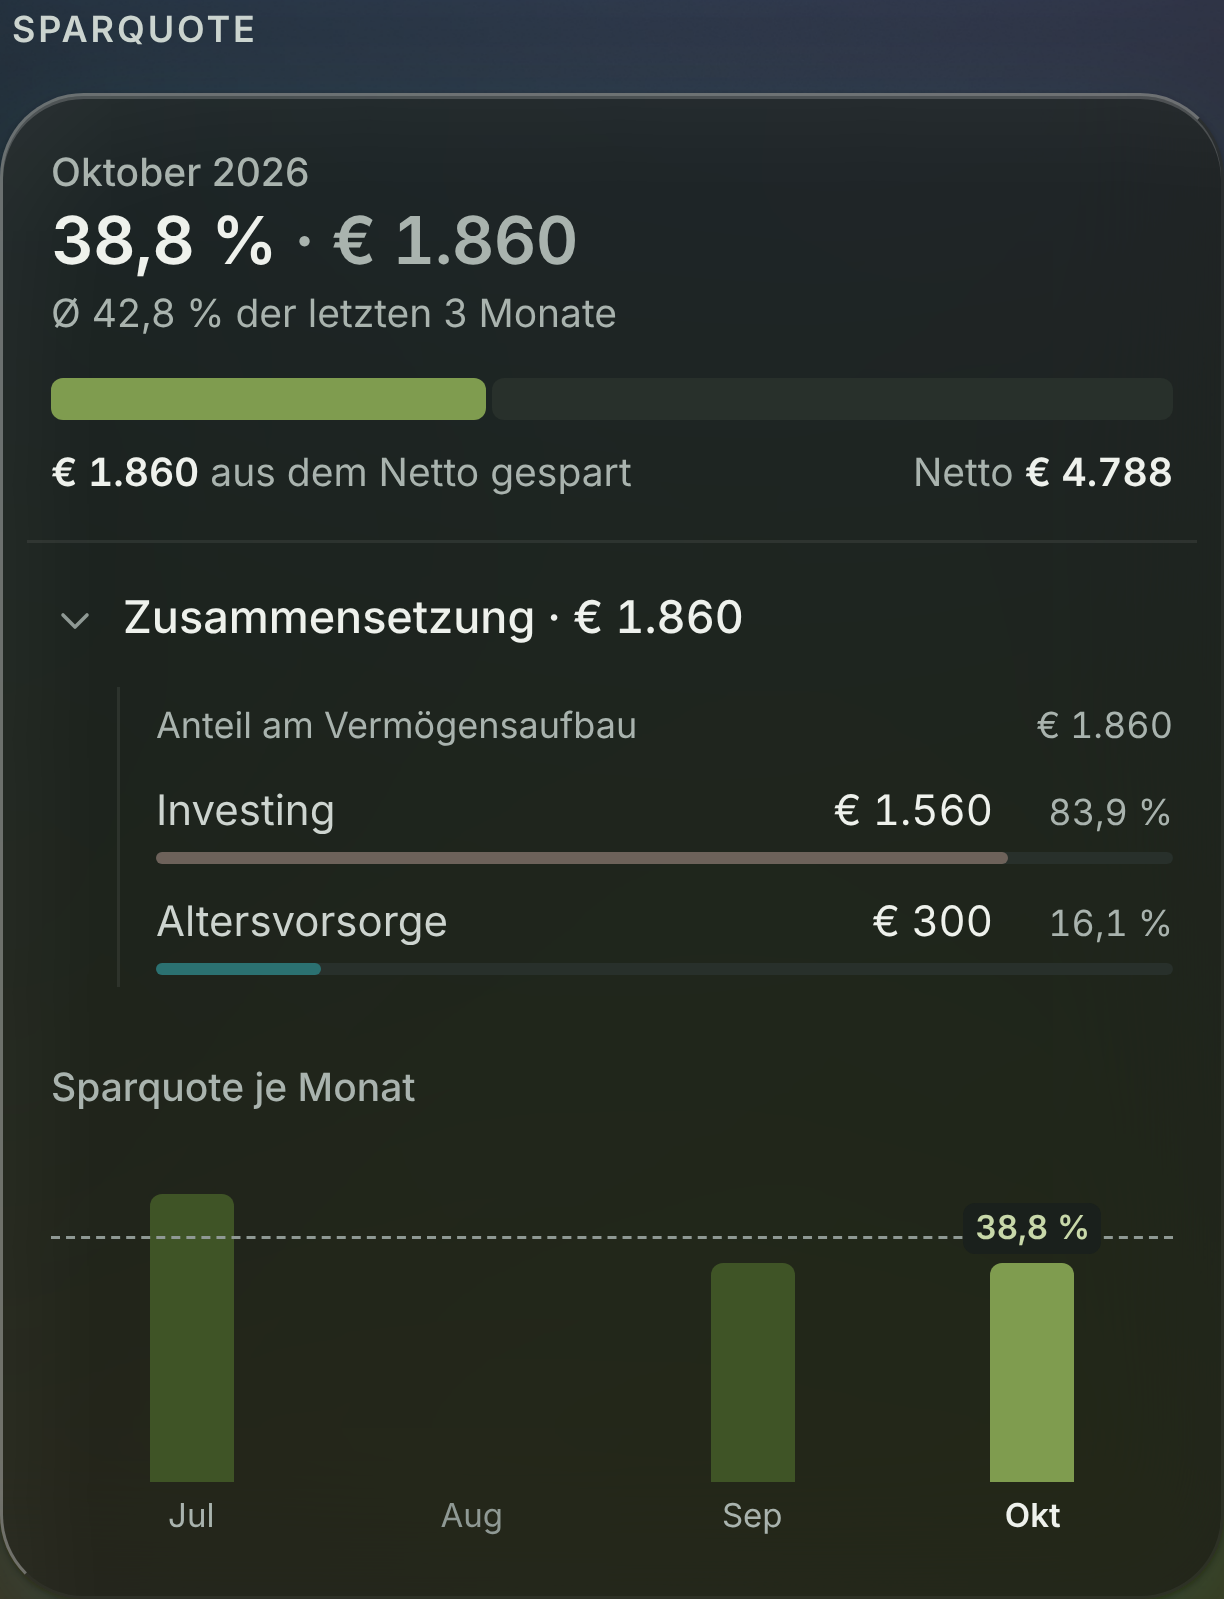 SPARQUOTE
Oktober 2026
38,8 % · € 1.860
Ø 42,8 % der letzten 3 Monate
€ 1.860 aus dem Netto gespart Netto € 4.788
Zusammensetzung · € 1.860
Anteil am Vermögensaufbau € 1.860
Investing € 1.560 83,9 %
Altersvorsorge € 300 16,1 %
Sparquote je Monat
38,8 %
Jul Aug Sep Okt